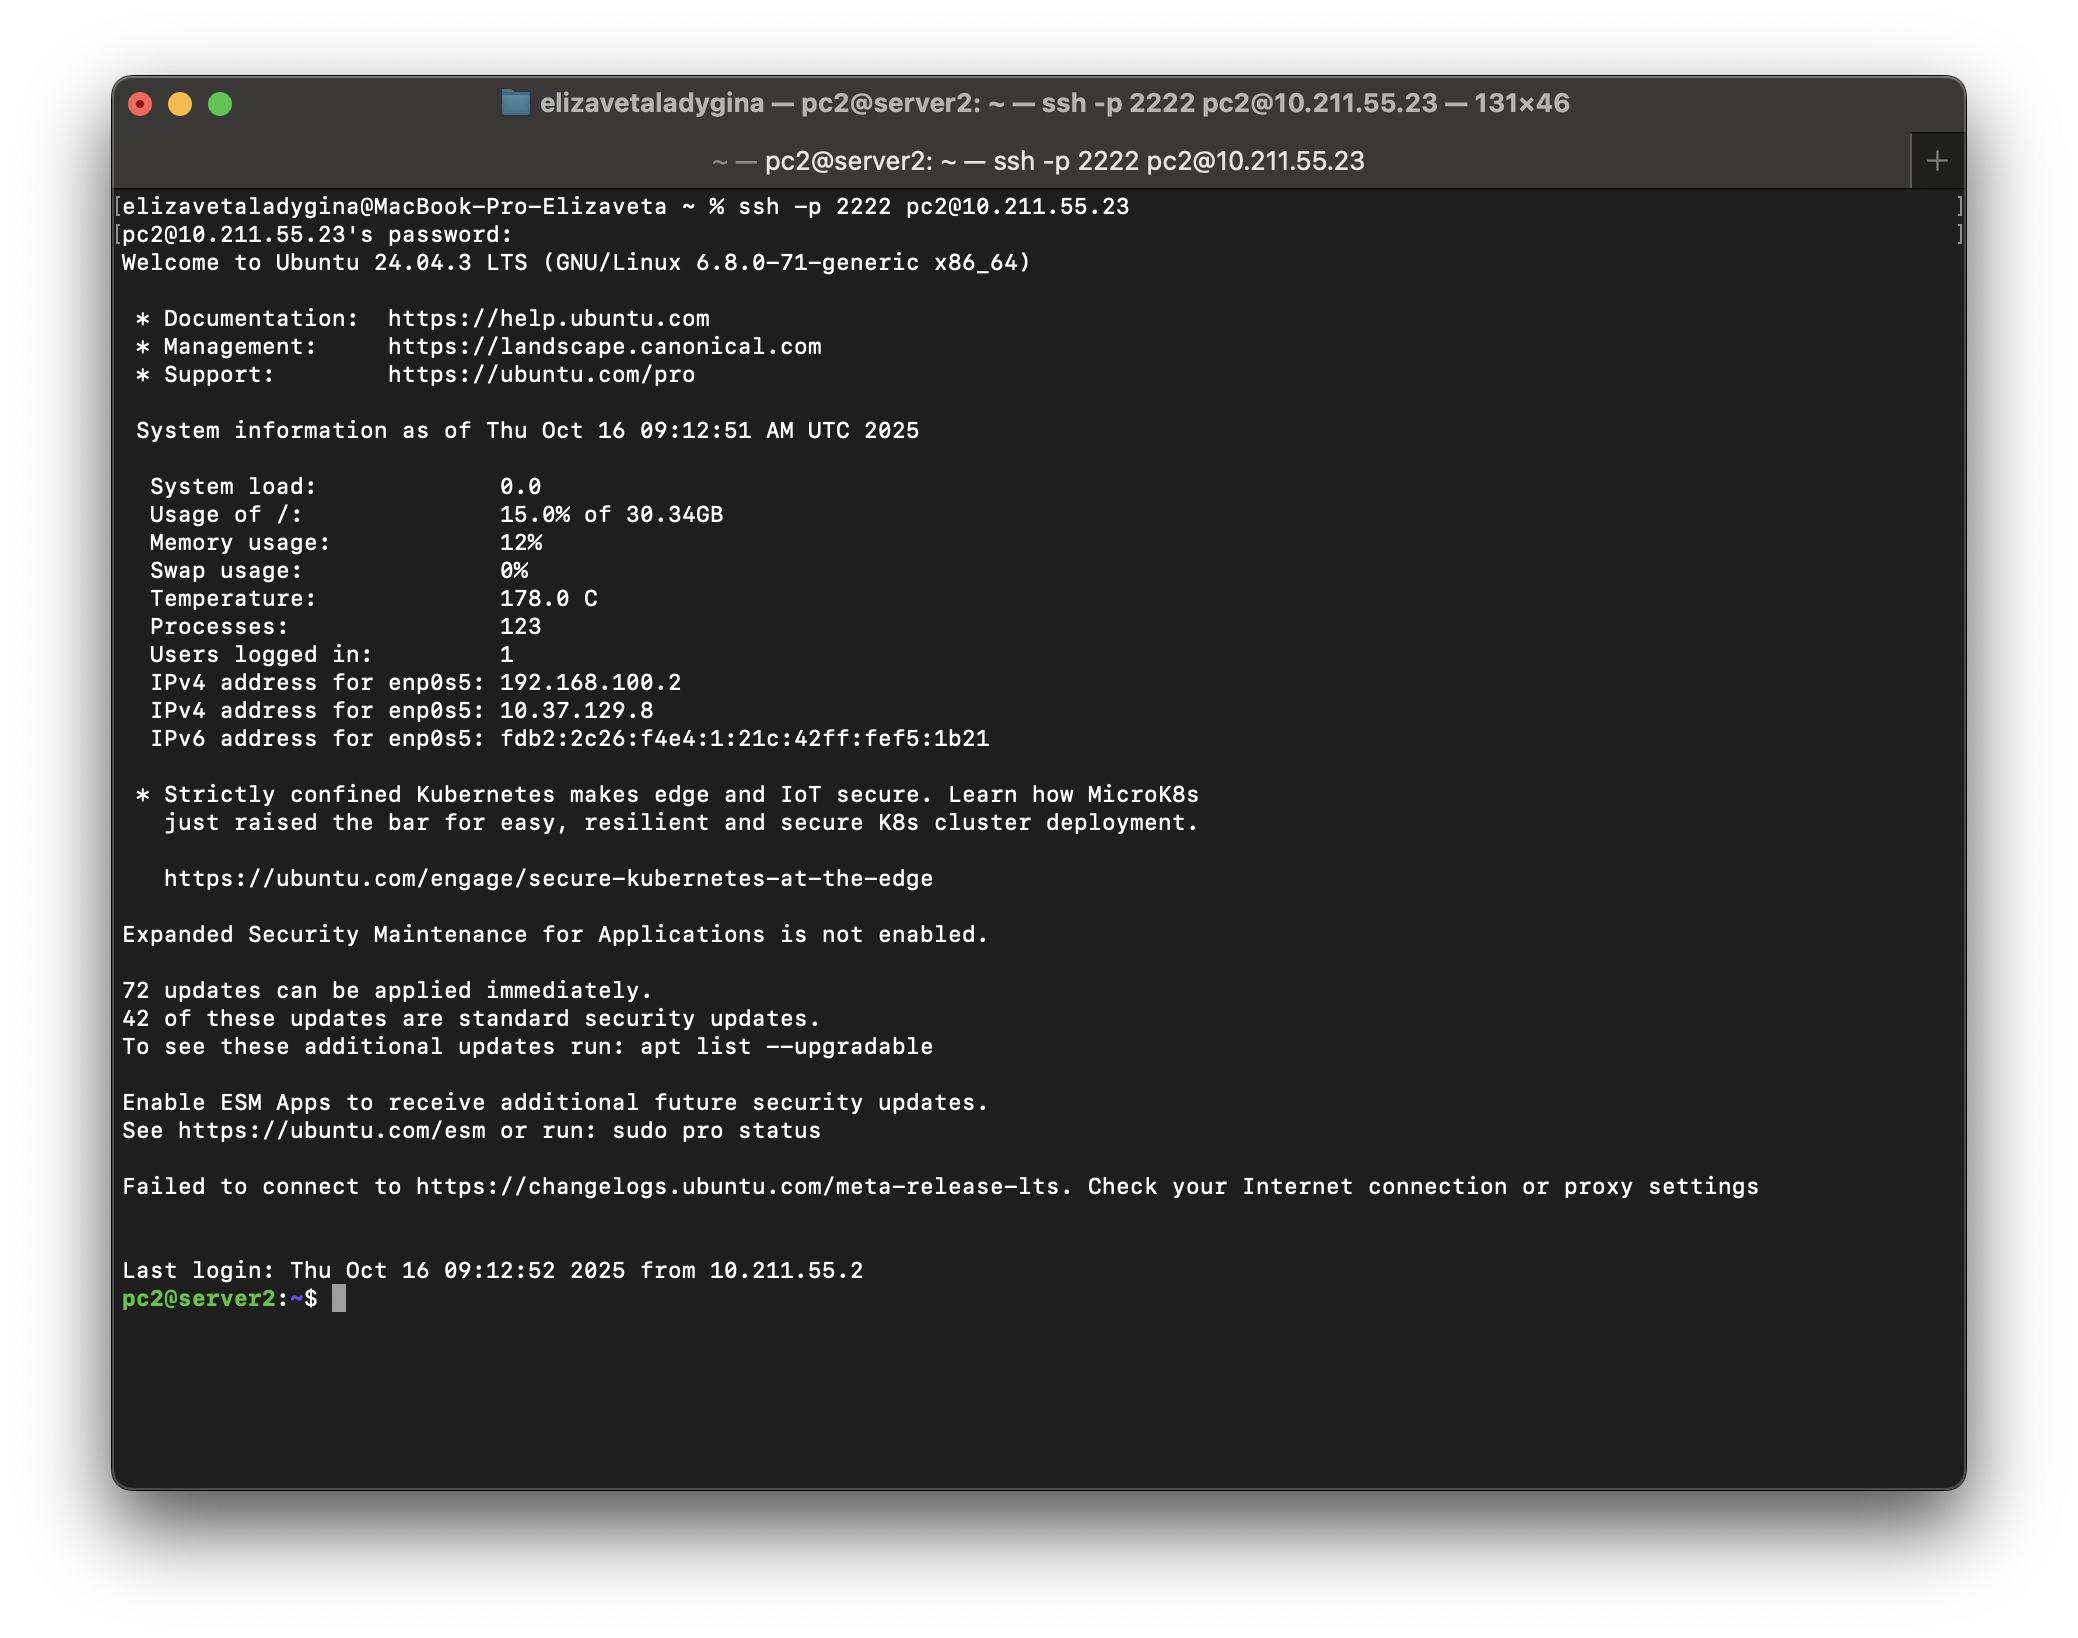 elizavetaladygina — pc2@server2: ~ — ssh -p 2222 pc2@10.211.55.23 — 131×46
~ — pc2@server2: ~ — ssh -p 2222 pc2@10.211.55.23 +
[elizavetaladygina@MacBook-Pro-Elizaveta ~ % ssh -p 2222 pc2@10.211.55.23 ]
[pc2@10.211.55.23's password: ]
Welcome to Ubuntu 24.04.3 LTS (GNU/Linux 6.8.0-71-generic x86_64)

 * Documentation:  https://help.ubuntu.com
 * Management:     https://landscape.canonical.com
 * Support:        https://ubuntu.com/pro

 System information as of Thu Oct 16 09:12:51 AM UTC 2025

  System load:             0.0
  Usage of /:              15.0% of 30.34GB
  Memory usage:            12%
  Swap usage:              0%
  Temperature:             178.0 C
  Processes:               123
  Users logged in:         1
  IPv4 address for enp0s5: 192.168.100.2
  IPv4 address for enp0s5: 10.37.129.8
  IPv6 address for enp0s5: fdb2:2c26:f4e4:1:21c:42ff:fef5:1b21

 * Strictly confined Kubernetes makes edge and IoT secure. Learn how MicroK8s
   just raised the bar for easy, resilient and secure K8s cluster deployment.

   https://ubuntu.com/engage/secure-kubernetes-at-the-edge

Expanded Security Maintenance for Applications is not enabled.

72 updates can be applied immediately.
42 of these updates are standard security updates.
To see these additional updates run: apt list --upgradable

Enable ESM Apps to receive additional future security updates.
See https://ubuntu.com/esm or run: sudo pro status

Failed to connect to https://changelogs.ubuntu.com/meta-release-lts. Check your Internet connection or proxy settings

Last login: Thu Oct 16 09:12:52 2025 from 10.211.55.2
pc2@server2:~$